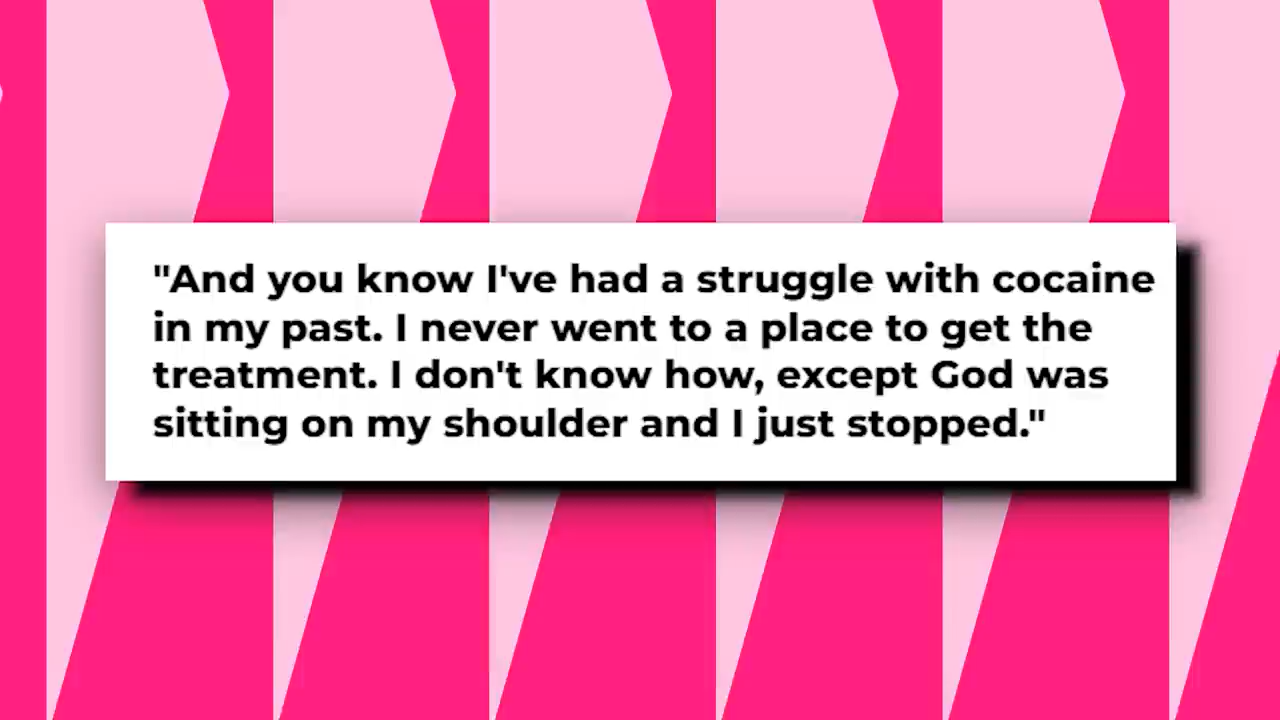 "And you know I've had a struggle with cocaine
in my past. I never went to a place to get the
treatment. I don't know how, except God was
sitting on my shoulder and I just stopped."